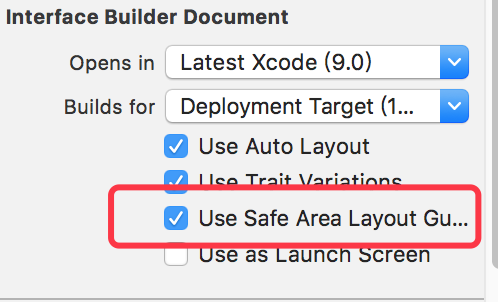 Interface Builder Document
Opens in Latest Xcode (9.0)
Builds for Deployment Target (1...
Use Auto Layout
Use Trait Variations
Use Safe Area Layout Gu...
Use as Launch Screen